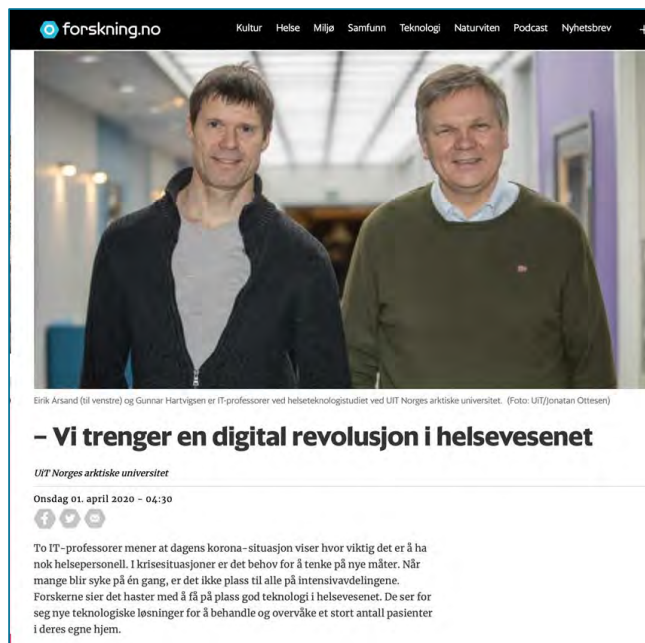 forskning.no
Kultur Helse Miljø Samfunn Teknologi Naturviten Podcast Nyhetsbrev
Eirik Årsand (til venstre) og Gunnar Hartvigsen er IT-professorer ved helseteknologistudiet ved UIT Norges arktiske universitet. (Foto: UiT/Jonatan Ottesen)
– Vi trenger en digital revolusjon i helsevesenet
UiT Norges arktiske universitet
Onsdag 01. april 2020 - 04:30
To IT-professorer mener at dagens korona-situasjon viser hvor viktig det er å ha
nok helsepersonell. I krisesituasjoner er det behov for å tenke på nye måter. Når
mange blir syke på én gang, er det ikke plass til alle på intensivavdelingene.
Forskerne sier det haster med å få på plass god teknologi i helsevesenet. De ser for
seg nye teknologiske løsninger for å behandle og overvåke et stort antall pasienter
i deres egne hjem.